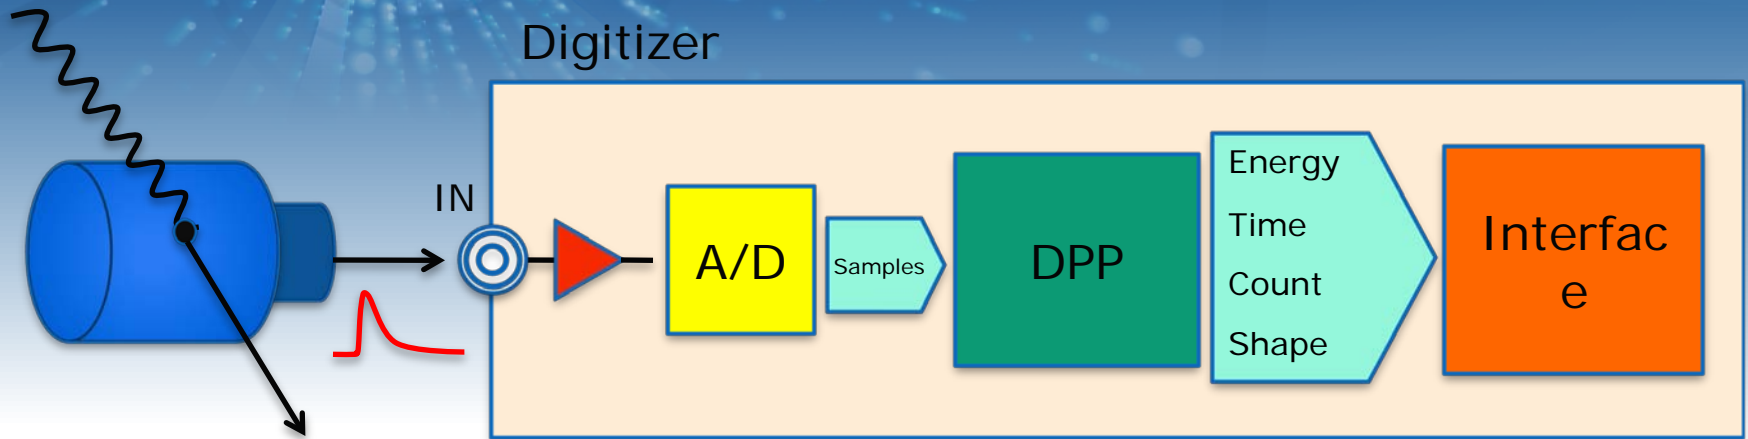 Digitizer
IN
A/D
Samples
DPP
Energy
Time
Count
Shape
Interfac
e